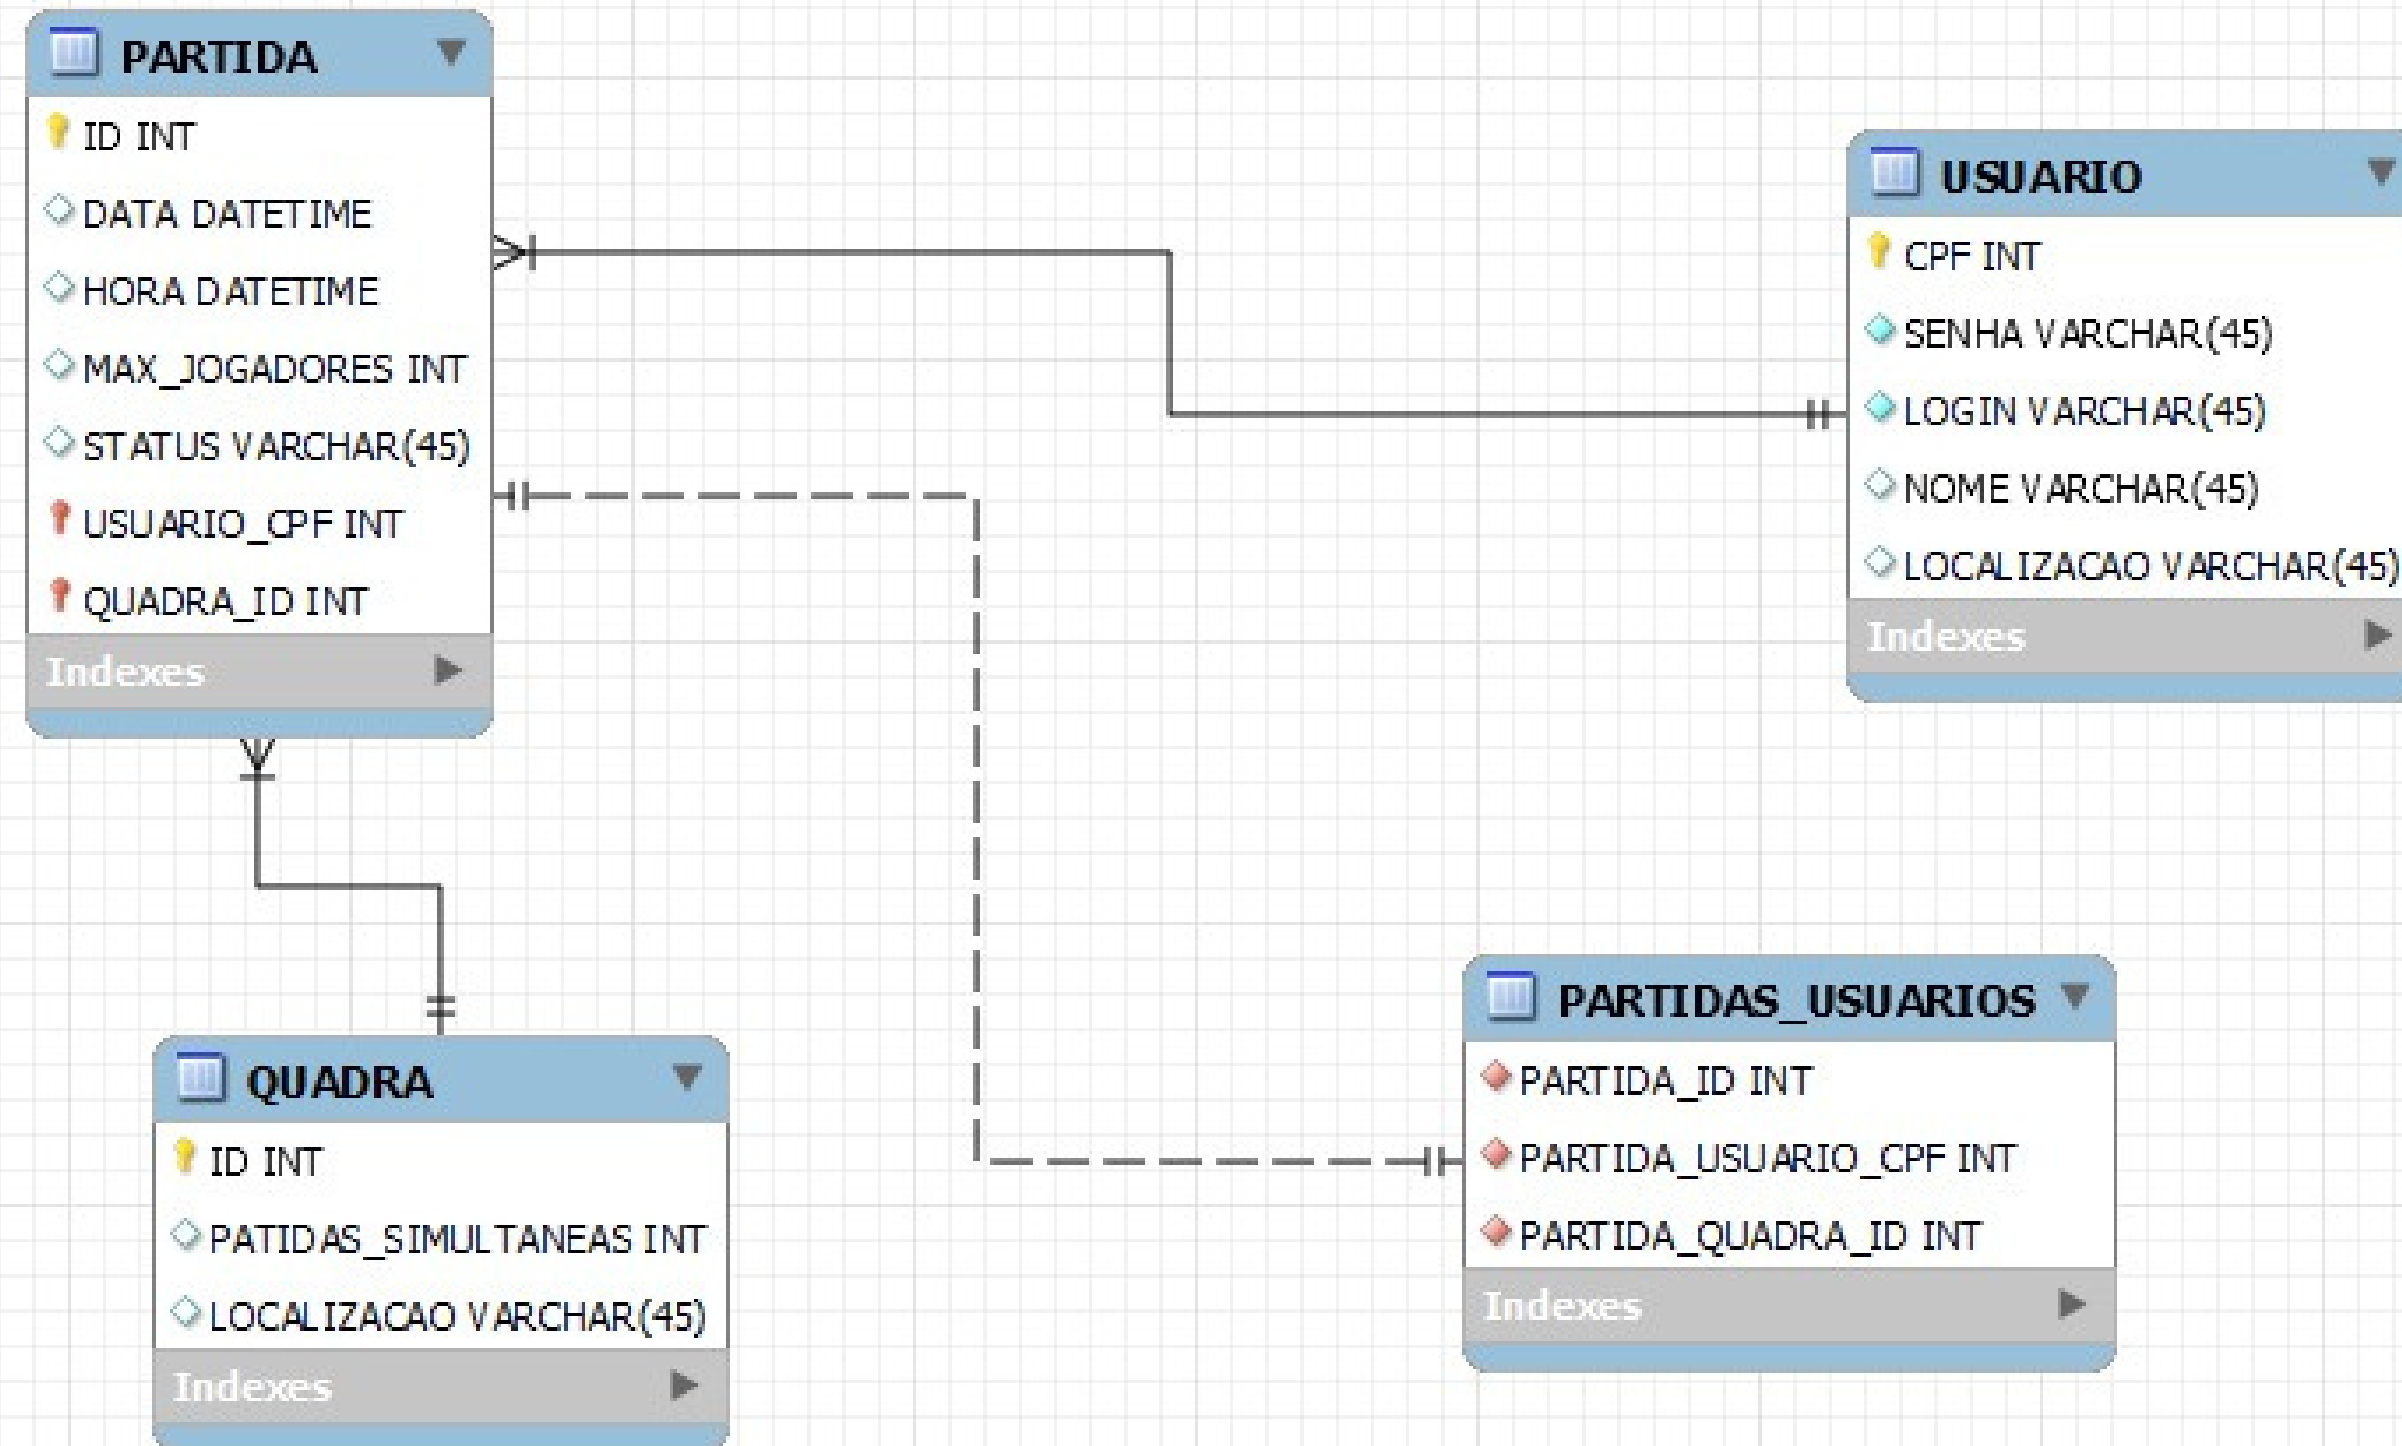 PARTIDA
ID INT
DATA DATETIME
HORA DATETIME
MAX_JOGADORES INT
STATUS VARCHAR(45)
USUARIO_CPF INT
QUADRA_ID INT
Indexes
USUARIO
CPF INT
SENHA VARCHAR(45)
LOGIN VARCHAR(45)
NOME VARCHAR(45)
LOCALIZACAO VARCHAR(45)
Indexes
QUADRA
ID INT
PATIDAS_SIMULTANEAS INT
LOCALIZACAO VARCHAR(45)
Indexes
PARTIDAS_USUARIOS
PARTIDA_ID INT
PARTIDA_USUARIO_CPF INT
PARTIDA_QUADRA_ID INT
Indexes